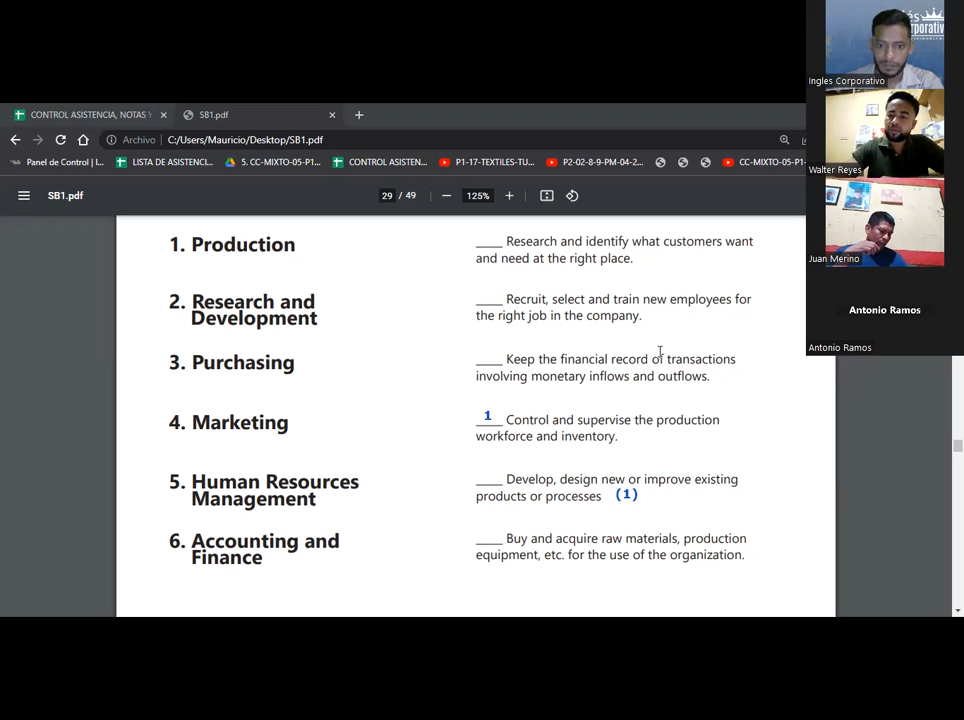 CONTROL ASISTENCIA, NOTAS Y
SB1.pdf
Archivo
C:/Users/Mauricio/Desktop/SB1.pdf
Panel de Control | I...
LISTA DE ASISTENCI...
5. CC-MIXTO-05-P1...
CONTROL ASISTEN...
P1-17-TEXTILES-TU...
P2-02-8-9-PM-04-2...
CC-MIXTO-05-P1-
SB1.pdf
29 / 49
125%
1. Production
____ Research and identify what customers want
and need at the right place.
2. Research and
Development
____ Recruit, select and train new employees for
the right job in the company.
3. Purchasing
____ Keep the financial record of transactions
involving monetary inflows and outflows.
4. Marketing
1 Control and supervise the production
workforce and inventory.
5. Human Resources
Management
____ Develop, design new or improve existing
products or processes (1)
6. Accounting and
Finance
____ Buy and acquire raw materials, production
equipment, etc. for the use of the organization.
Ingles Corporativo
Walter Reyes
Juan Merino
Antonio Ramos
Antonio Ramos